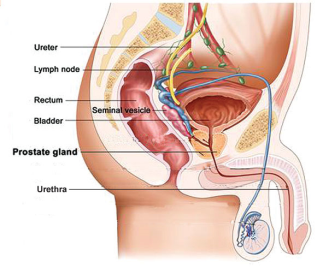 Ureter
Lymph node
Rectum
Seminal vesicle
Bladder
Prostate gland
Urethra